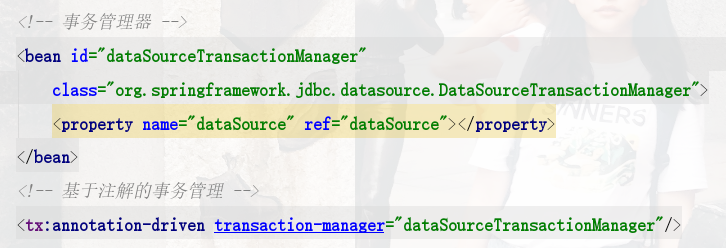 <!-- 事务管理器 -->
<bean id="dataSourceTransactionManager"
class="org.springframework.jdbc.datasource.DataSourceTransactionManager">
<property name="dataSource" ref="dataSource"></property>
</bean>
<!-- 基于注解的事务管理 -->
<tx:annotation-driven transaction-manager="dataSourceTransactionManager"/>